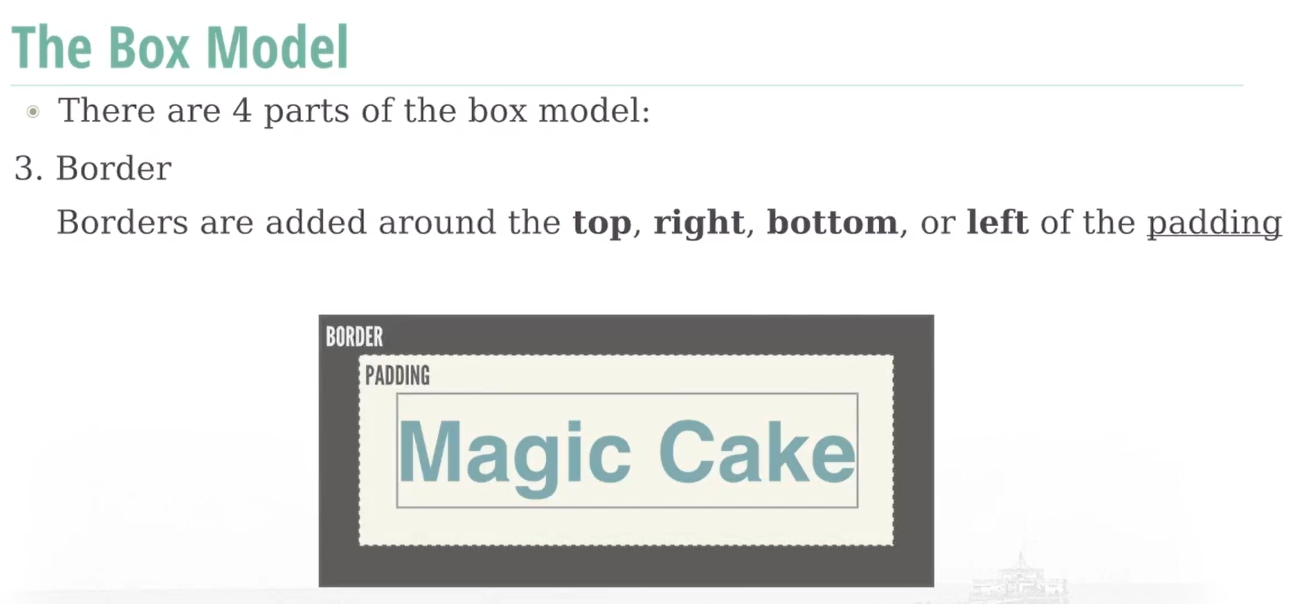 The Box Model
There are 4 parts of the box model:
3. Border
Borders are added around the top, right, bottom, or left of the padding
BORDER
PADDING
Magic Cake